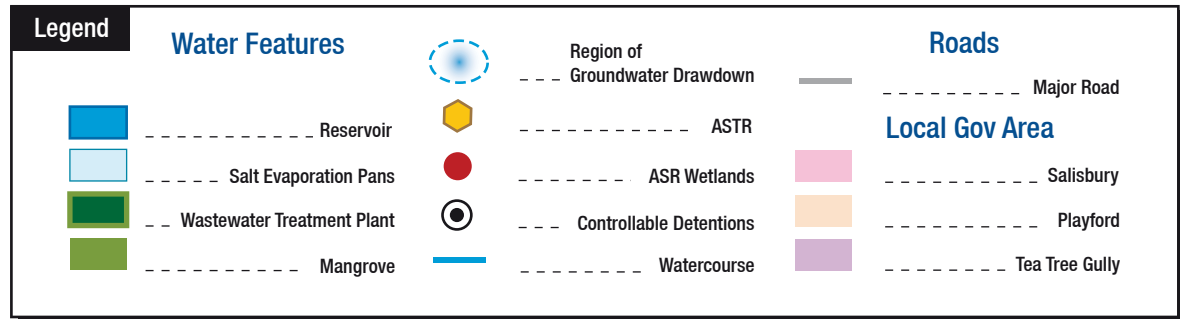 Legend
Water Features
Reservoir
Salt Evaporation Pans
Wastewater Treatment Plant
Mangrove
Region of
Groundwater Drawdown
ASTR
ASR Wetlands
Controllable Detentions
Watercourse
Roads
Major Road
Local Gov Area
Salisbury
Playford
Tea Tree Gully